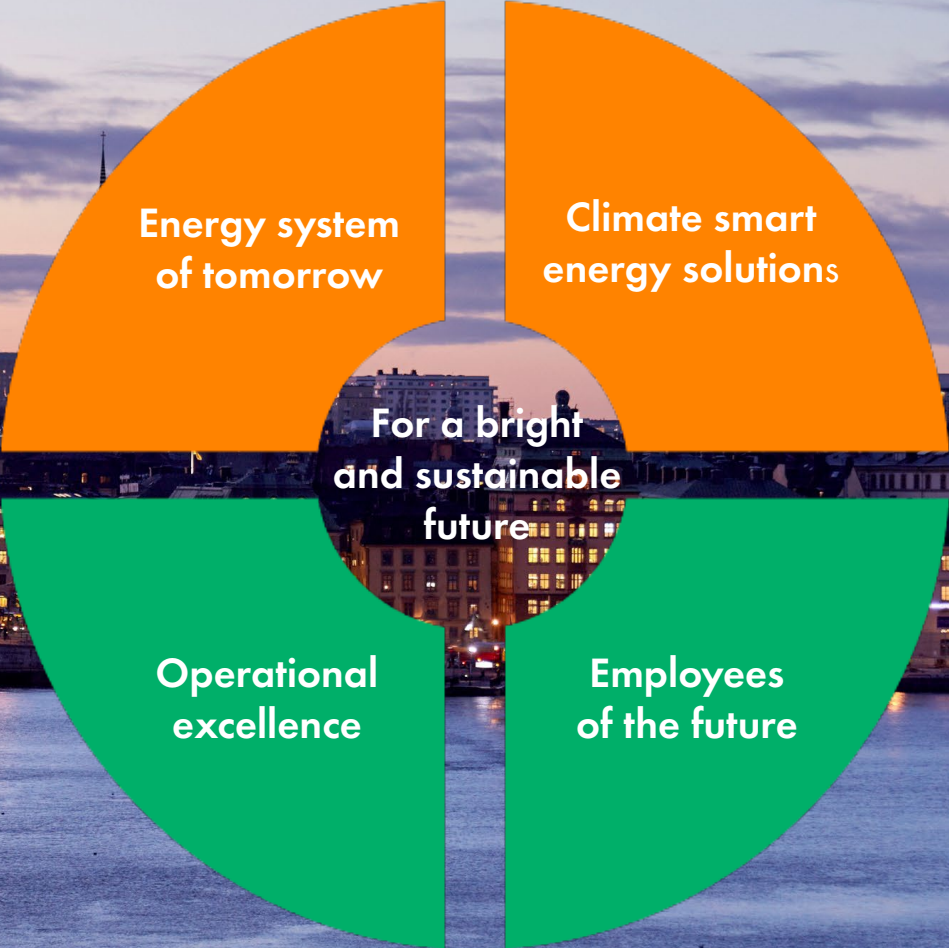 Energy system
of tomorrow
Climate smart
energy solutions
For a bright
and sustainable
future
Operational
excellence
Employees
of the future